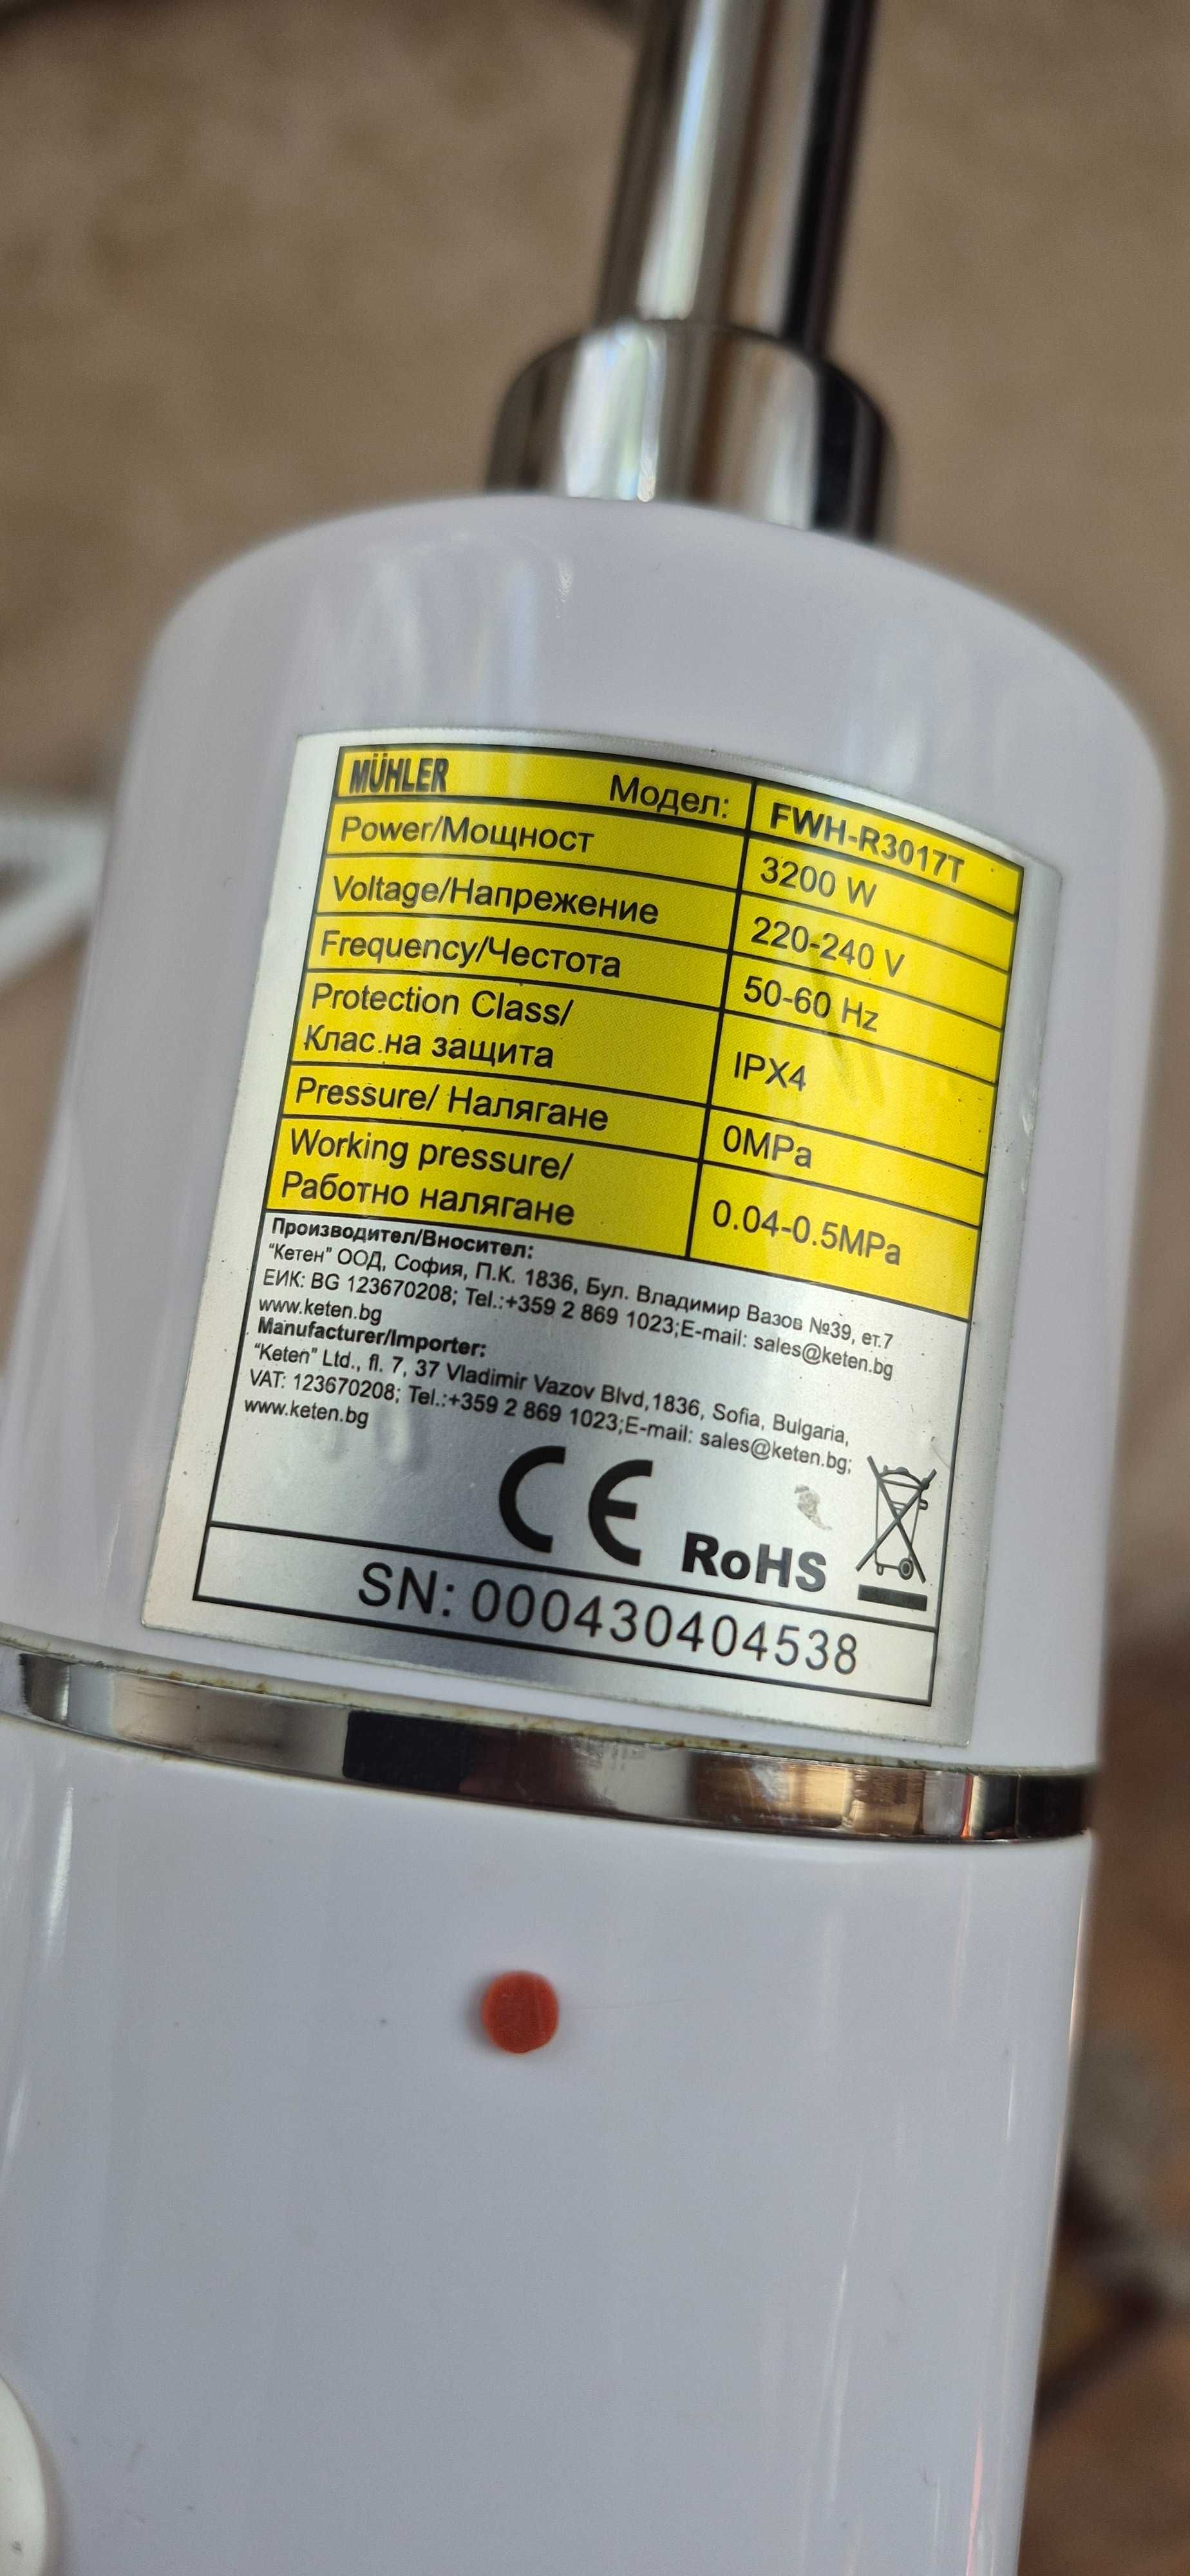 MÜHLER Модел: FWH-R3017T
Power/Мощност 3200 W
Voltage/Напрежение 220-240 V
Frequency/Честота 50-60 Hz
Protection Class/
Клас.на защита IPX4
Pressure/ Налягане 0MPa
Working pressure/
Работно налягане 0.04-0.5MPa
Производител/Вносител:
"Кетен" ООД, София, П.К. 1836, Бул. Владимир Вазов №39, ет.7
ЕИК: BG 123670208; Tel.:+359 2 869 1023;E-mail: sales@keten.bg
www.keten.bg
Manufacturer/Importer:
"Keten" Ltd., fl. 7, 37 Vladimir Vazov Blvd,1836, Sofia, Bulgaria,
VAT: 123670208; Tel.:+359 2 869 1023;E-mail: sales@keten.bg;
www.keten.bg
CE RoHS
SN: 000430404538